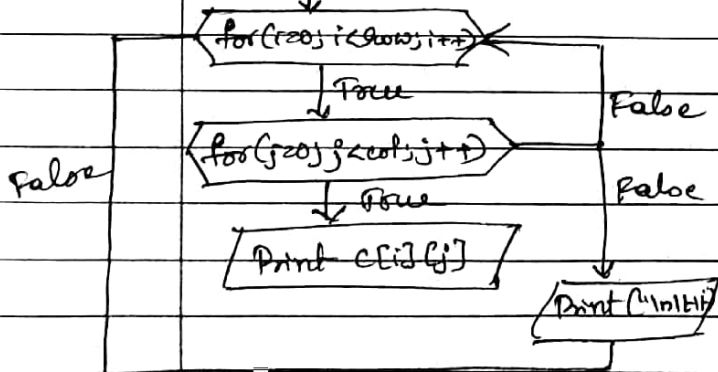 for(i=0; i<row; i++)
True
False
for(j=0; j<col; j++)
False
True
False
Print C[i][j]
Print("\n\t\t